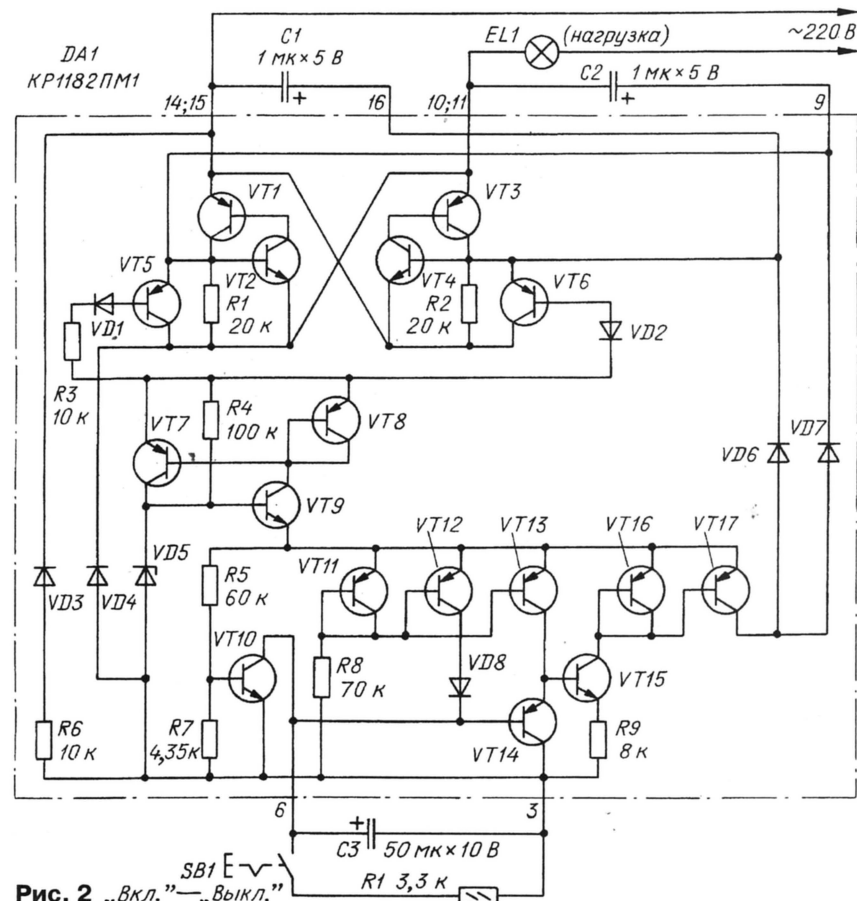 C1
1 мк×5 В
DA1
КР1182ПМ1
EL1
(нагрузка)
~220 В
C2
1 мк×5 В
14;15
16
10;11
9
VT1
VT3
VT5
VT2
VT4
VT6
R1
20 к
R2
20 к
VD1
VD2
R3
10 к
VT7
R4
100 к
VT8
VD6
VD7
VT9
VD3
VD4
VD5
R5
60 к
VT11
VT12
VT13
VT16
VT17
VT10
R8
70 к
VD8
VT15
R6
10 к
R7
4,35к
VT14
R9
8 к
6
3
C3
50 мк×10 В
SB1
R1 3,3 к
Рис. 2 „Вкл.”—„Выкл.”